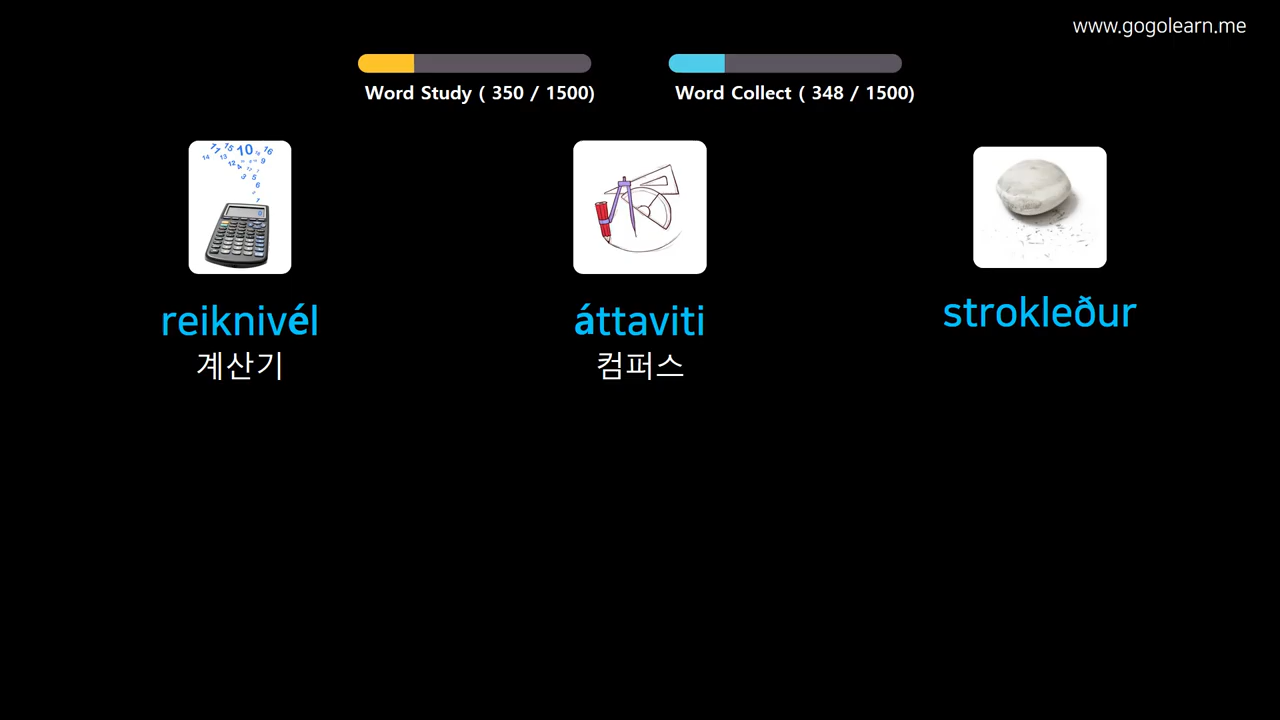 www.gogolearn.me
Word Study ( 350 / 1500)
Word Collect ( 348 / 1500)
reiknivél
계산기
áttaviti
컴퍼스
strokleður